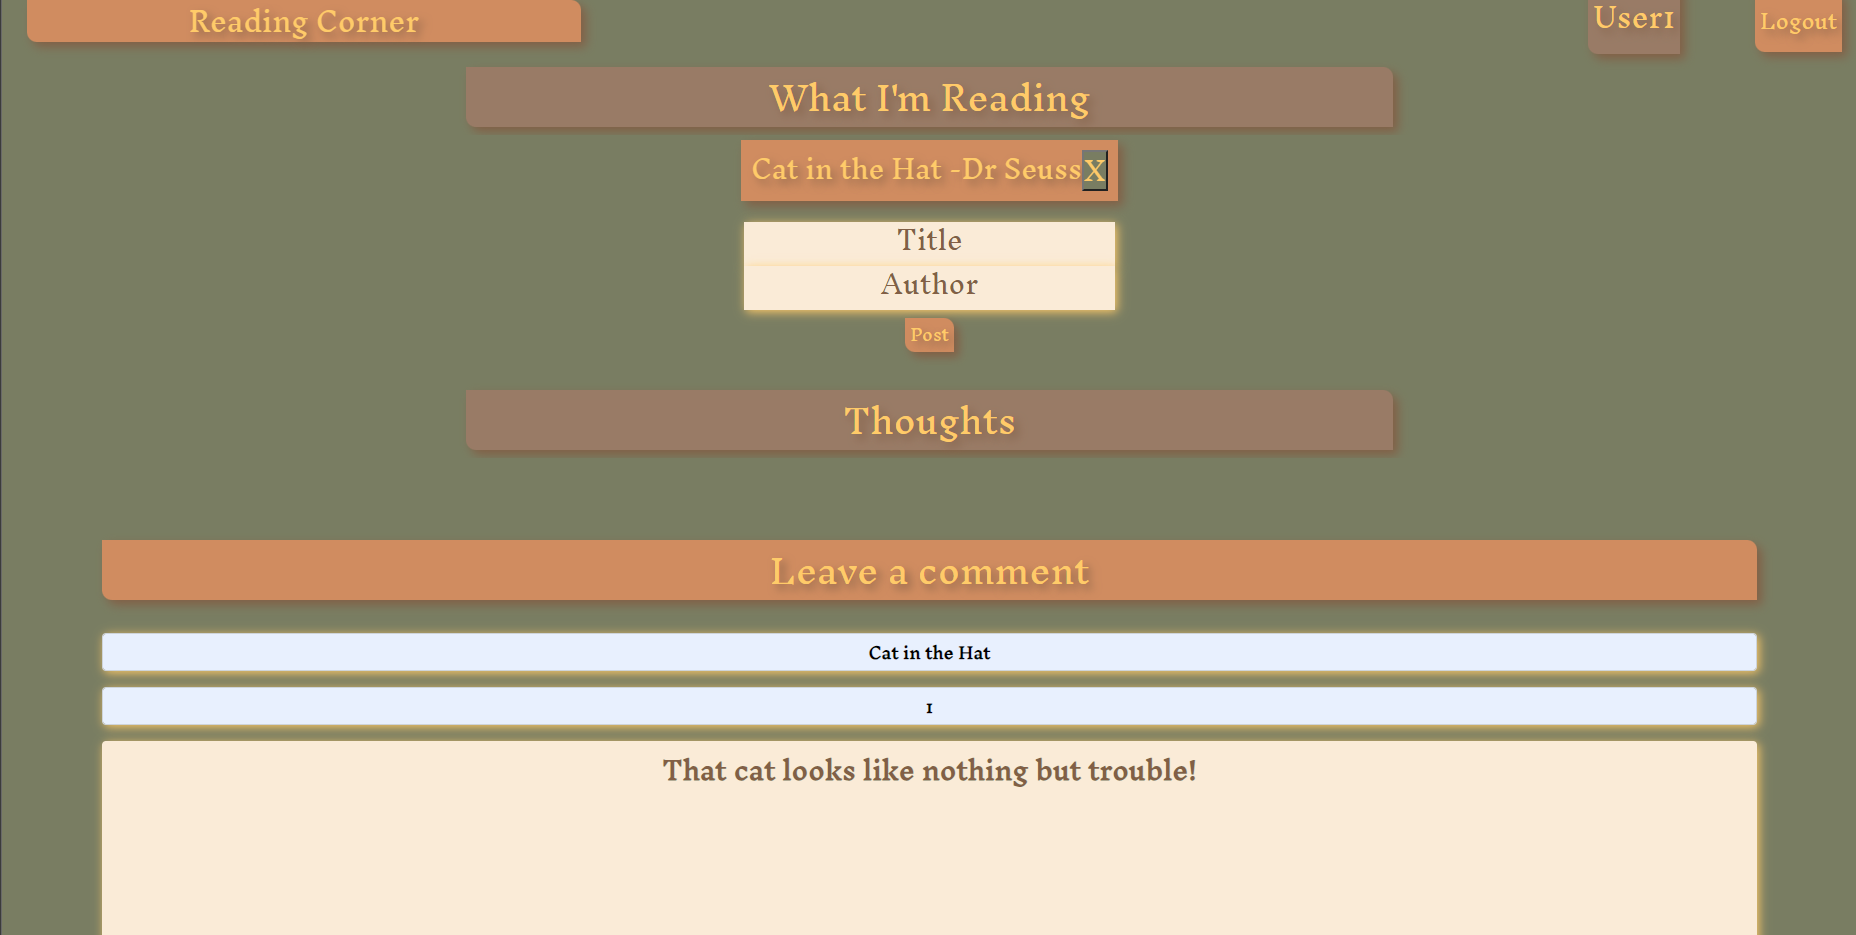 Reading Corner
User1
Logout
What I'm Reading
Cat in the Hat -Dr Seuss X
Title
Author
Post
Thoughts
Leave a comment
Cat in the Hat
1
That cat looks like nothing but trouble!